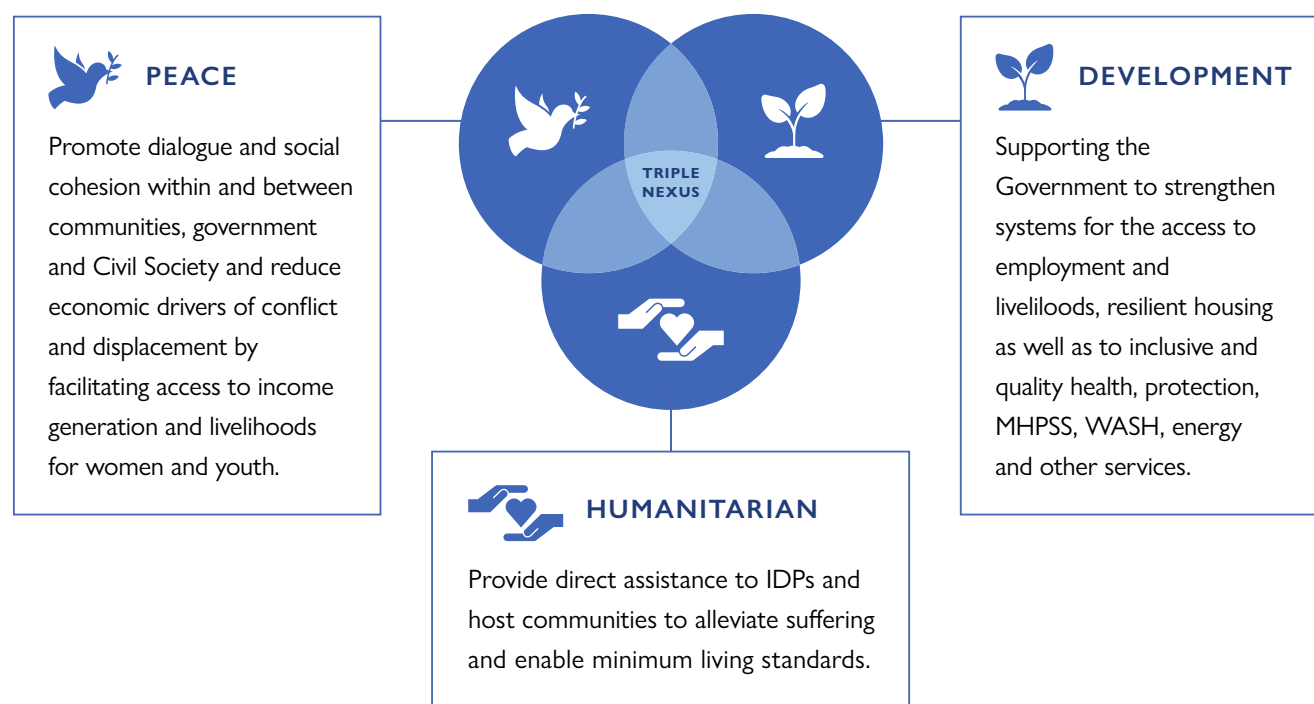 PEACE
Promote dialogue and social
cohesion within and between
communities, government
and Civil Society and reduce
economic drivers of conflict
and displacement by
facilitating access to income
generation and livelihoods
for women and youth.
TRIPLE
NEXUS
DEVELOPMENT
Supporting the
Government to strengthen
systems for the access to
employment and
liveliloods, resilient housing
as well as to inclusive and
quality health, protection,
MHPSS, WASH, energy
and other services.
HUMANITARIAN
Provide direct assistance to IDPs and
host communities to alleviate suffering
and enable minimum living standards.